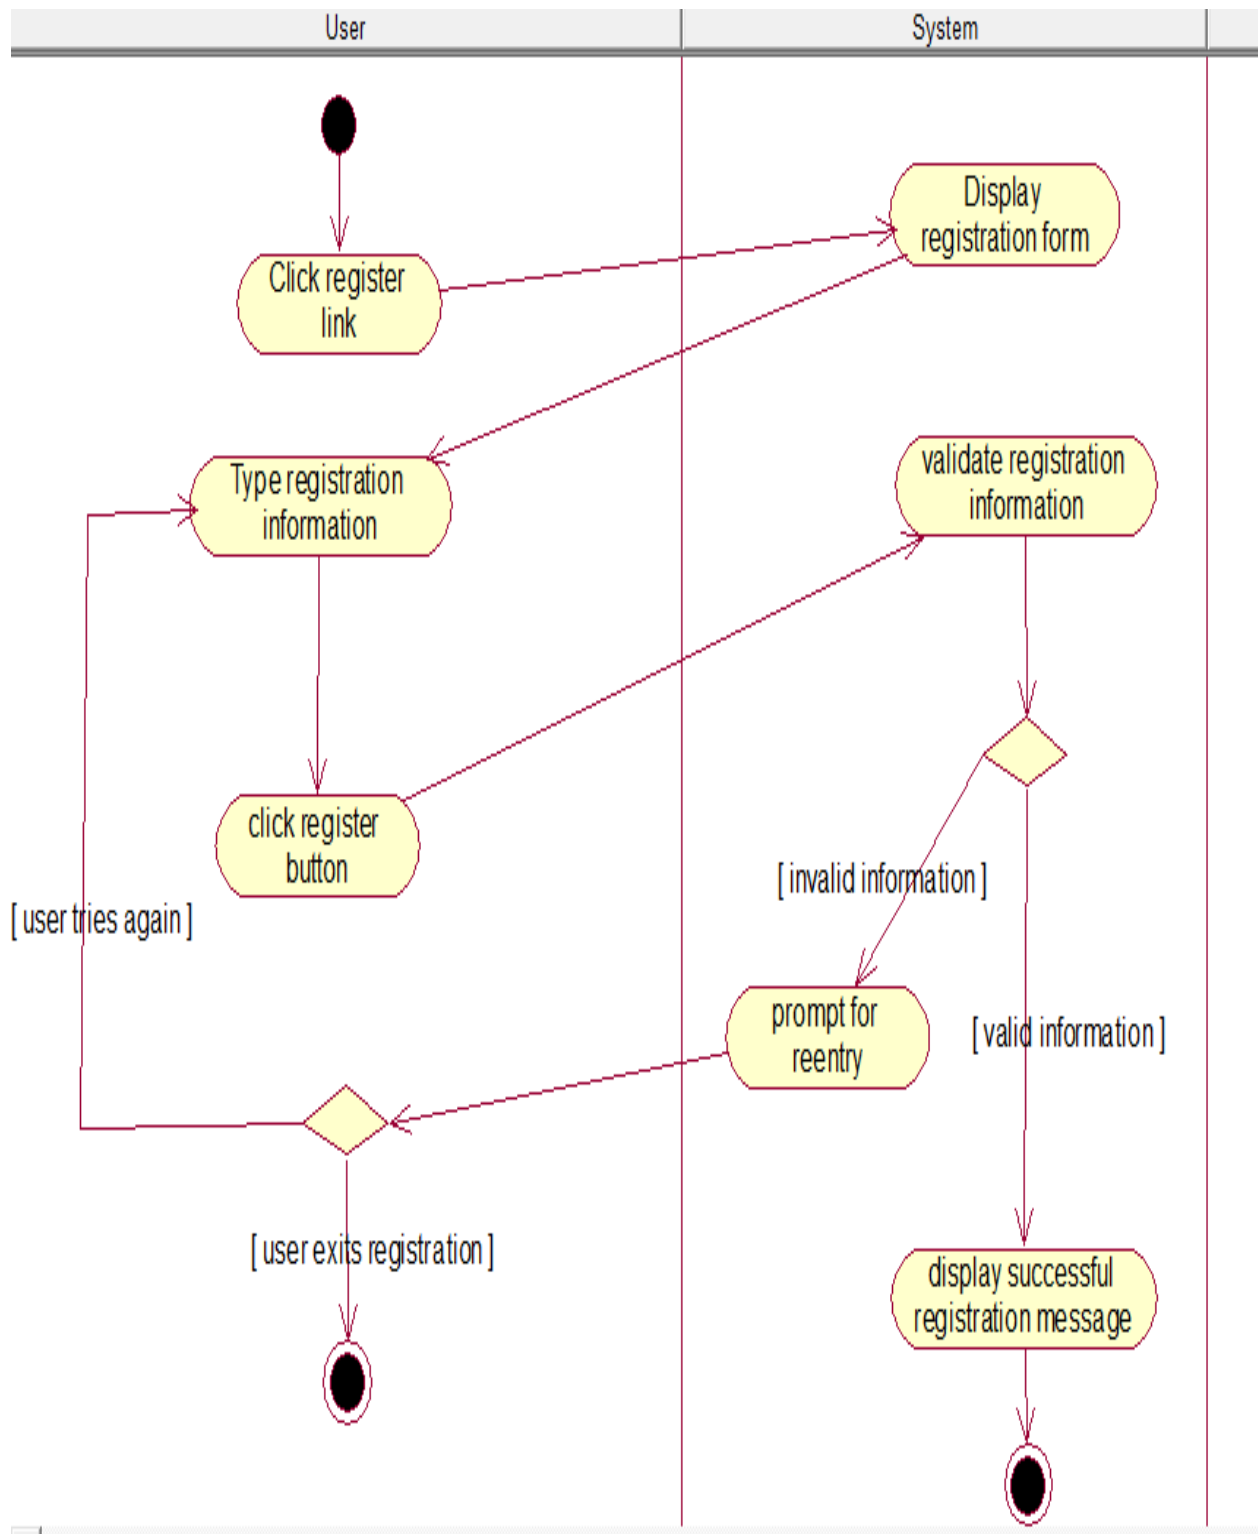 User
System
Display
registration form
Click register
link
validate registration
information
Type registration
information
click register
button
[ invalid information ]
[ user tries again ]
prompt for
reentry
[ valid information ]
[ user exits registration ]
display successful
registration message